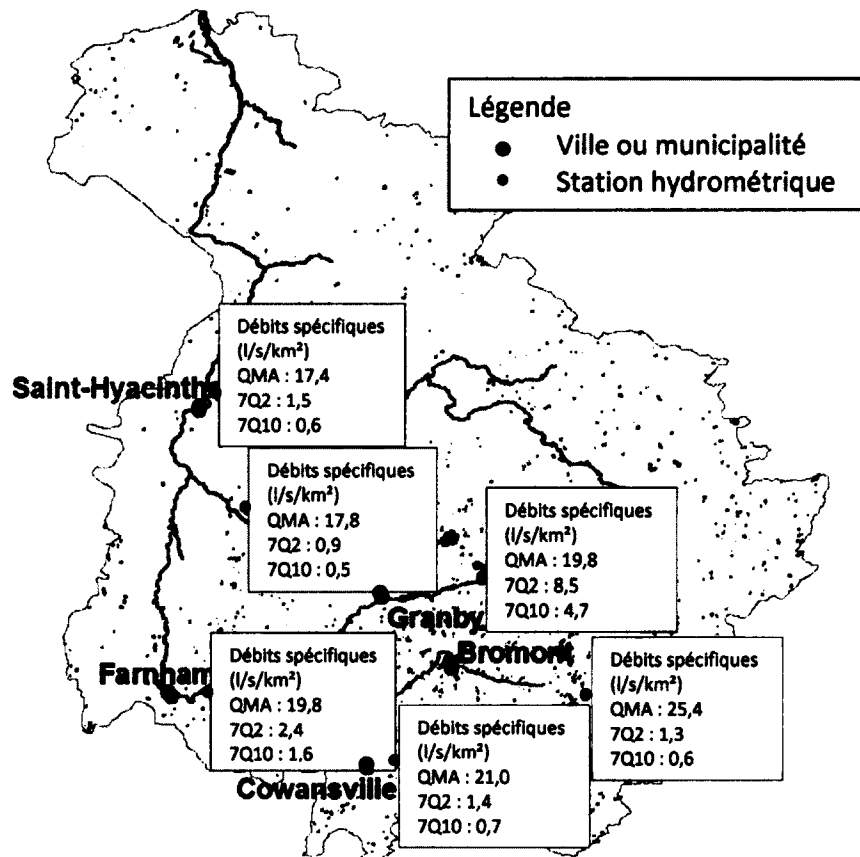 Légende
Ville ou municipalité
Station hydrométrique
Débits spécifiques
(l/s/km²)
QMA : 17,4
7Q2 : 1,5
7Q10 : 0,6
Saint-Hyacinthe
Débits spécifiques
(l/s/km²)
QMA : 17,8
7Q2 : 0,9
7Q10 : 0,5
Débits spécifiques
(l/s/km²)
QMA : 19,8
7Q2 : 8,5
7Q10 : 4,7
Granby
Bromont
Farnham
Débits spécifiques
(l/s/km²)
QMA : 19,8
7Q2 : 2,4
7Q10 : 1,6
Débits spécifiques
(l/s/km²)
QMA : 25,4
7Q2 : 1,3
7Q10 : 0,6
Cowansville
Débits spécifiques
(l/s/km²)
QMA : 21,0
7Q2 : 1,4
7Q10 : 0,7